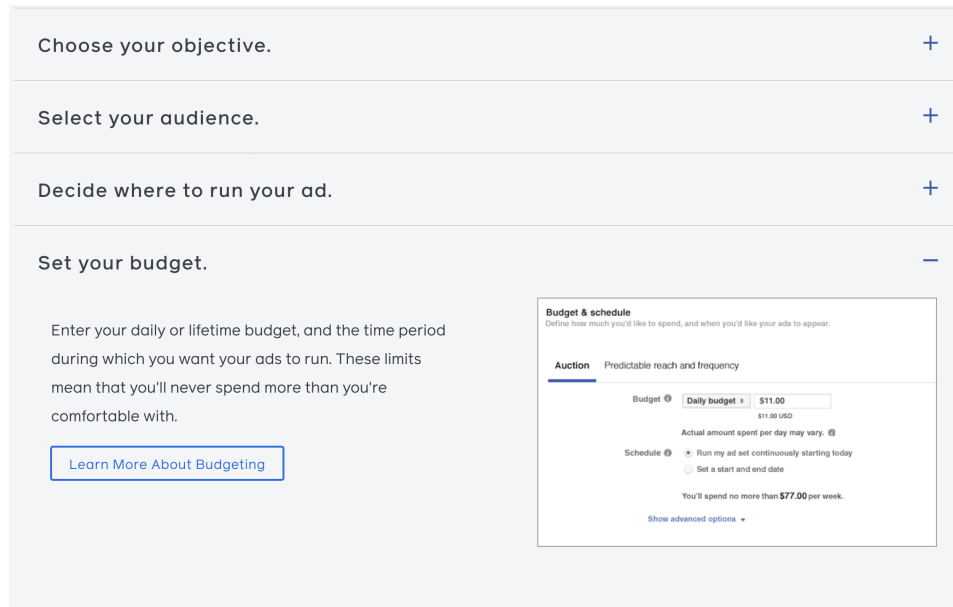 Choose your objective.
Select your audience.
Decide where to run your ad.
Set your budget.
Enter your daily or lifetime budget, and the time period
during which you want your ads to run. These limits
mean that you'll never spend more than you're
comfortable with.
Learn More About Budgeting
Budget & schedule
Define how much you'd like to spend, and when you'd like your ads to appear.
Auction Predictable reach and frequency
Budget Daily budget $11.00
$11.00 USD
Actual amount spent per day may vary.
Schedule Run my ad set continuously starting today
Set a start and end date
You'll spend no more than $77.00 per week.
Show advanced options